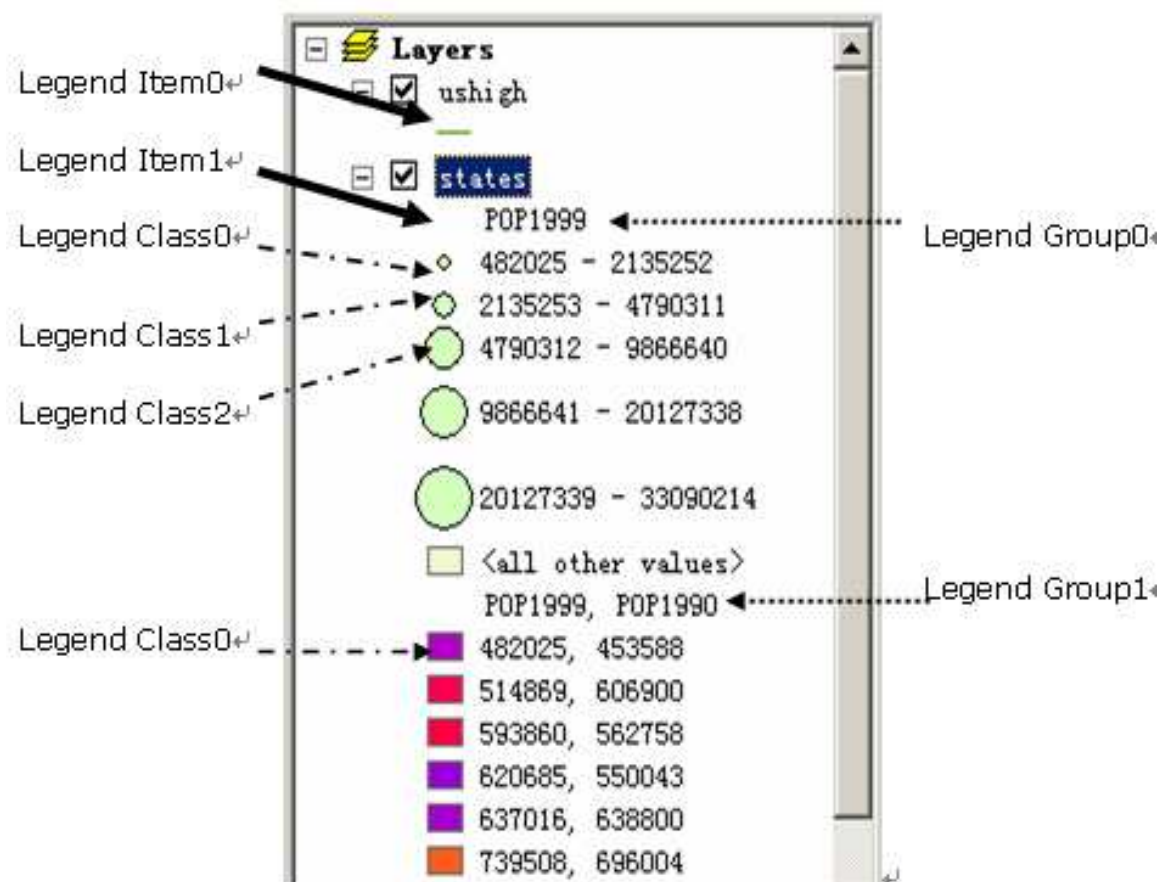 Layers
Legend Item0
ushigh
Legend Item1
states
POP1999
Legend Group0
Legend Class0
482025 - 2135252
Legend Class1
2135253 - 4790311
4790312 - 9866640
Legend Class2
9866641 - 20127338
20127339 - 33090214
<all other values>
Legend Group1
POP1999, POP1990
Legend Class0
482025, 453588
514869, 606900
593860, 562758
620685, 550043
637016, 638800
739508, 696004